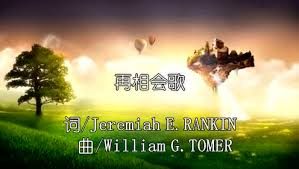 再相会歌
词/Jeremiah E. RANKIN
曲/William G. TOMER